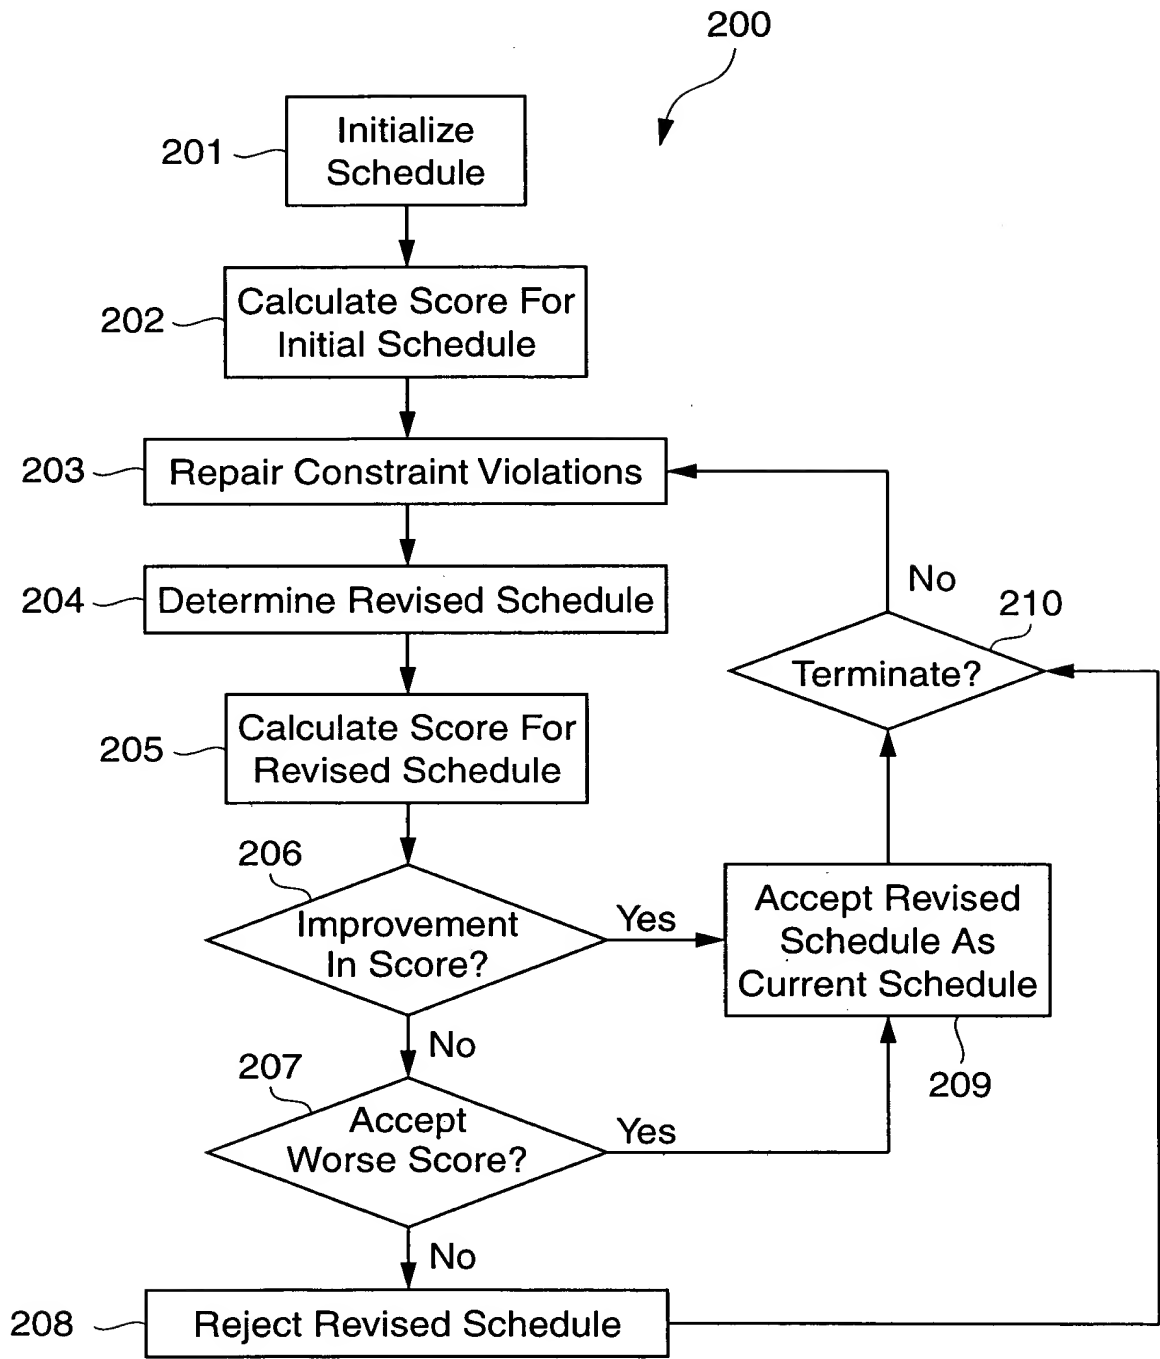 200
201
Initialize
Schedule
202
Calculate Score For
Initial Schedule
203
Repair Constraint Violations
204
Determine Revised Schedule
205
Calculate Score For
Revised Schedule
206
Improvement
In Score?
Yes
No
207
Accept
Worse Score?
Yes
No
208
Reject Revised Schedule
Accept Revised
Schedule As
Current Schedule
209
210
Terminate?
No